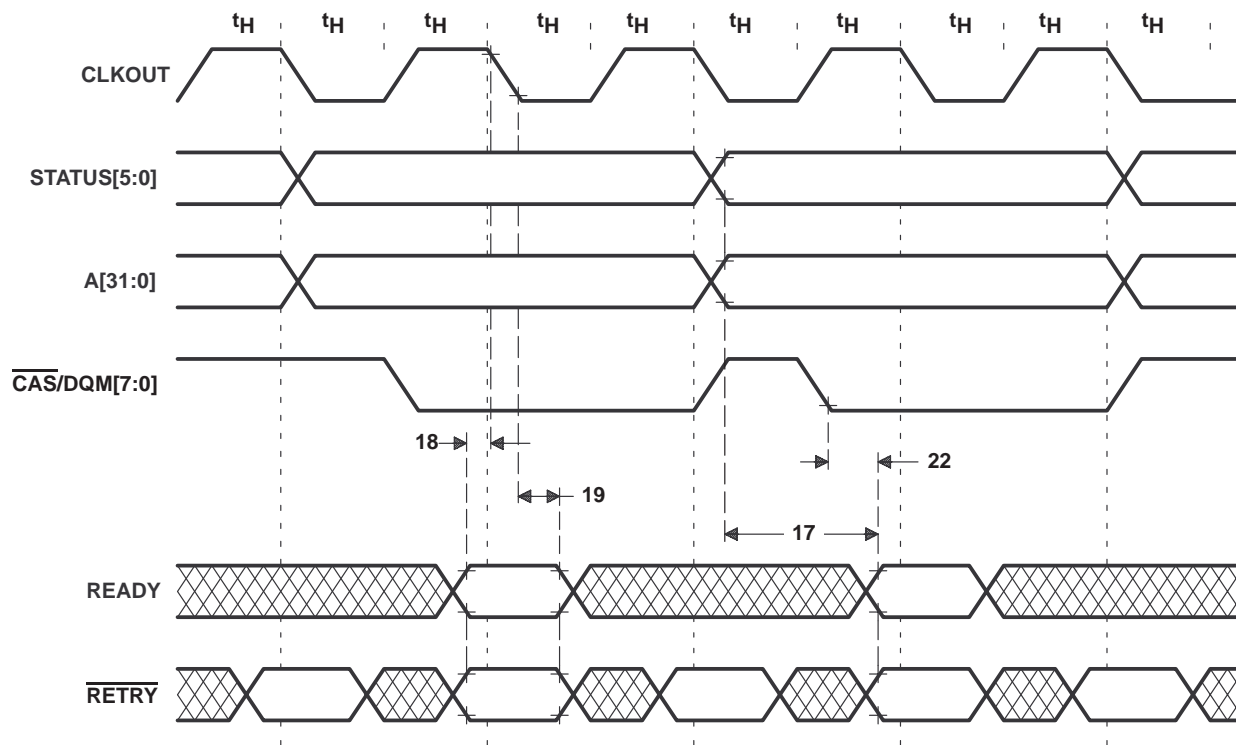 tH tH tH tH tH tH tH tH tH tH
CLKOUT
STATUS[5:0]
A[31:0]
CAS/DQM[7:0]
18
22
19
17
READY
RETRY